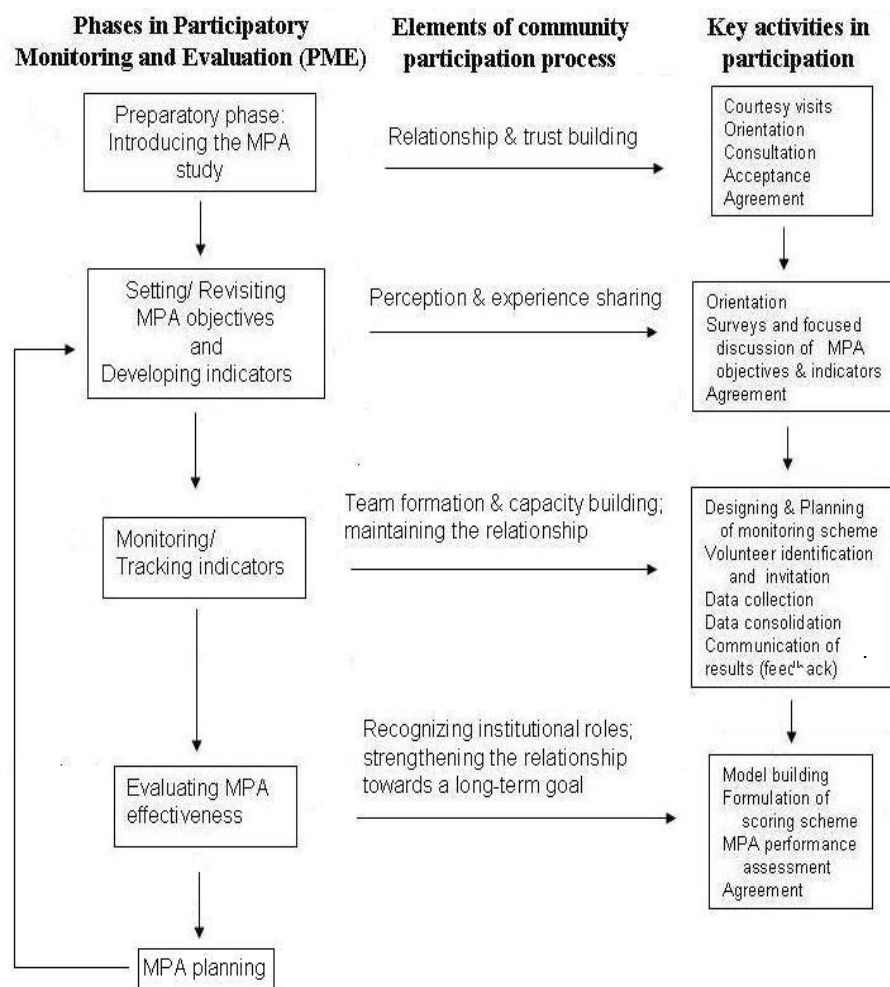 Phases in Participatory
Monitoring and Evaluation (PME)
Elements of community
participation process
Key activities in
participation
Preparatory phase:
Introducing the MPA
study
Relationship & trust building
Courtesy visits
Orientation
Consultation
Acceptance
Agreement
Setting/ Revisiting
MPA objectives
and
Developing indicators
Perception & experience sharing
Orientation
Surveys and focused
discussion of MPA
objectives & indicators
Agreement
Monitoring/
Tracking indicators
Team formation & capacity building;
maintaining the relationship
Designing & Planning
of monitoring scheme
Volunteer identification
and invitation
Data collection
Data consolidation
Communication of
results (feedback)
Evaluating MPA
effectiveness
Recognizing institutional roles;
strengthening the relationship
towards a long-term goal
Model building
Formulation of
scoring scheme
MPA performance
assessment
Agreement
MPA planning